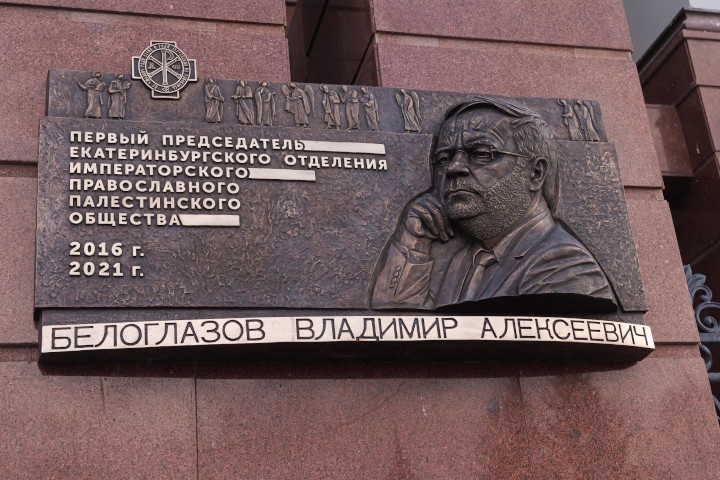 ПЕРВЫЙ ПРЕДСЕДАТЕЛЬ
ЕКАТЕРИНБУРГСКОГО ОТДЕЛЕНИЯ
ИМПЕРАТОРСКОГО
ПРАВОСЛАВНОГО
ПАЛЕСТИНСКОГО
ОБЩЕСТВА
2016 г.
2021 г.
БЕЛОГЛАЗОВ ВЛАДИМИР АЛЕКСЕЕВИЧ